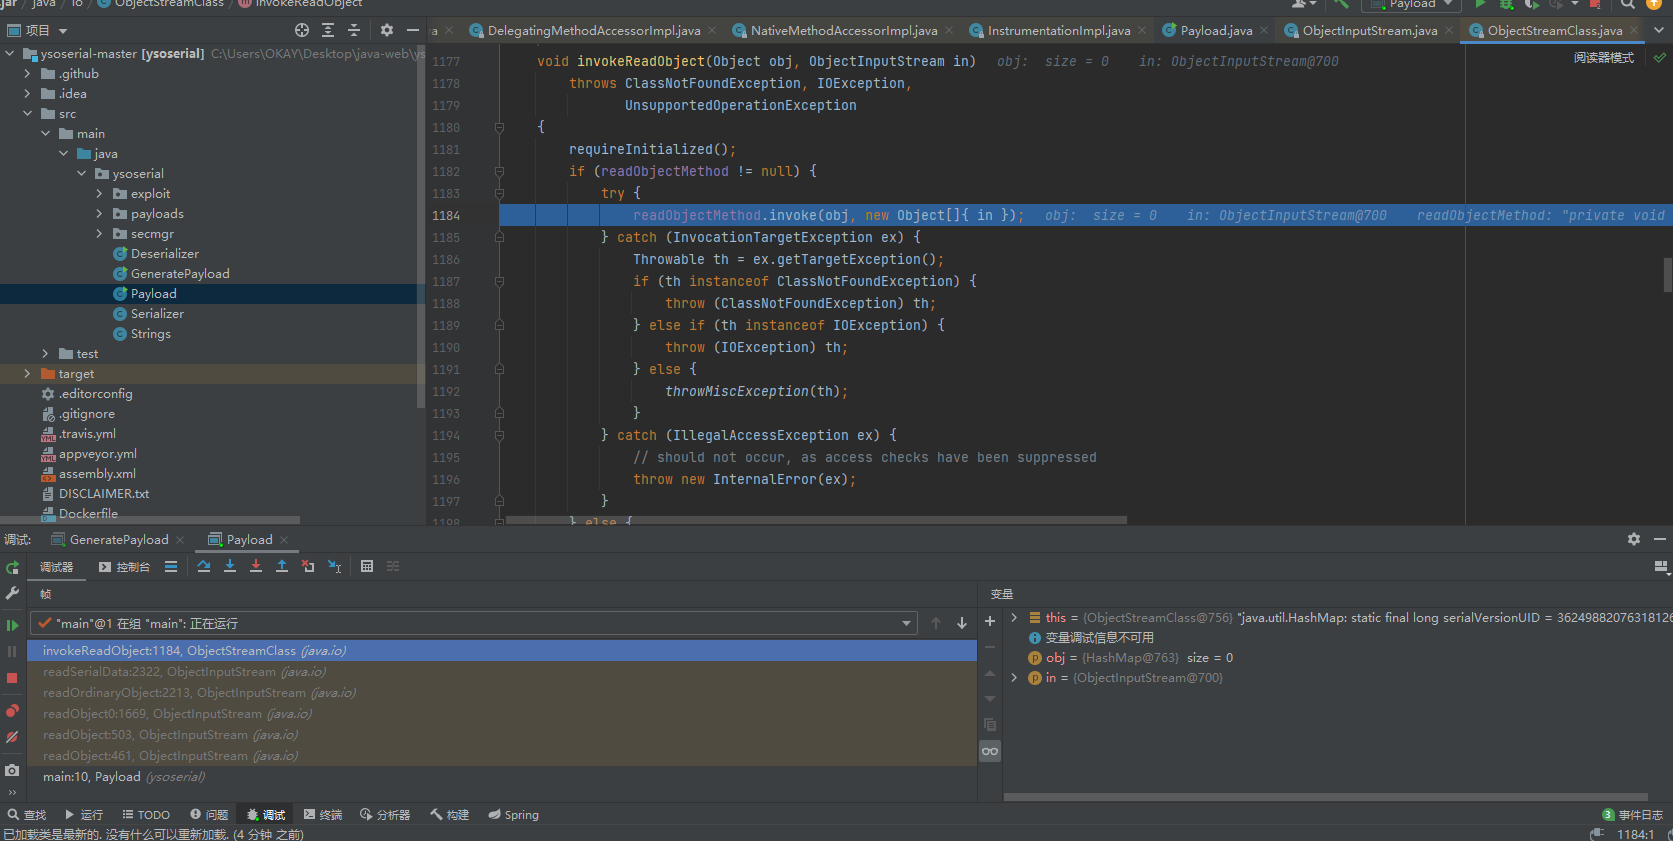 .jar / java / io / ObjectStreamClass / invokeReadObject
Payload
项目
a DelegatingMethodAccessorImpl.java NativeMethodAccessorImpl.java InstrumentationImpl.java Payload.java ObjectInputStream.java ObjectStreamClass.java
阅读器模式
ysoserial-master [ysoserial] C:\Users\OKAY\Desktop\java-web\ys
.github
.idea
src
main
java
ysoserial
exploit
payloads
secmgr
Deserializer
GeneratePayload
Payload
Serializer
Strings
test
target
.editorconfig
.gitignore
.travis.yml
appveyor.yml
assembly.xml
DISCLAIMER.txt
Dockerfile
1177 void invokeReadObject(Object obj, ObjectInputStream in) obj: size = 0 in: ObjectInputStream@700
1178 throws ClassNotFoundException, IOException,
1179 UnsupportedOperationException
1180 {
1181 requireInitialized();
1182 if (readObjectMethod != null) {
1183 try {
1184 readObjectMethod.invoke(obj, new Object[]{ in }); obj: size = 0 in: ObjectInputStream@700 readObjectMethod: "private void
1185 } catch (InvocationTargetException ex) {
1186 Throwable th = ex.getTargetException();
1187 if (th instanceof ClassNotFoundException) {
1188 throw (ClassNotFoundException) th;
1189 } else if (th instanceof IOException) {
1190 throw (IOException) th;
1191 } else {
1192 throwMiscException(th);
1193 }
1194 } catch (IllegalAccessException ex) {
1195 // should not occur, as access checks have been suppressed
1196 throw new InternalError(ex);
1197 }
1198 } else {
调试: GeneratePayload Payload
调试器 控制台
帧
"main"@1 在组 "main": 正在运行
invokeReadObject:1184, ObjectStreamClass (java.io)
readSerialData:2322, ObjectInputStream (java.io)
readOrdinaryObject:2213, ObjectInputStream (java.io)
readObject0:1669, ObjectInputStream (java.io)
readObject:503, ObjectInputStream (java.io)
readObject:461, ObjectInputStream (java.io)
main:10, Payload (ysoserial)
变量
this = {ObjectStreamClass@756} "java.util.HashMap: static final long serialVersionUID = 36249882076318126
变量调试信息不可用
obj = {HashMap@763} size = 0
in = {ObjectInputStream@700}
查找 运行 TODO 问题 调试 终端 分析器 构建 Spring 3 事件日志
已加载类是最新的. 没有什么可以重新加载. (4 分钟 之前) 1184:1